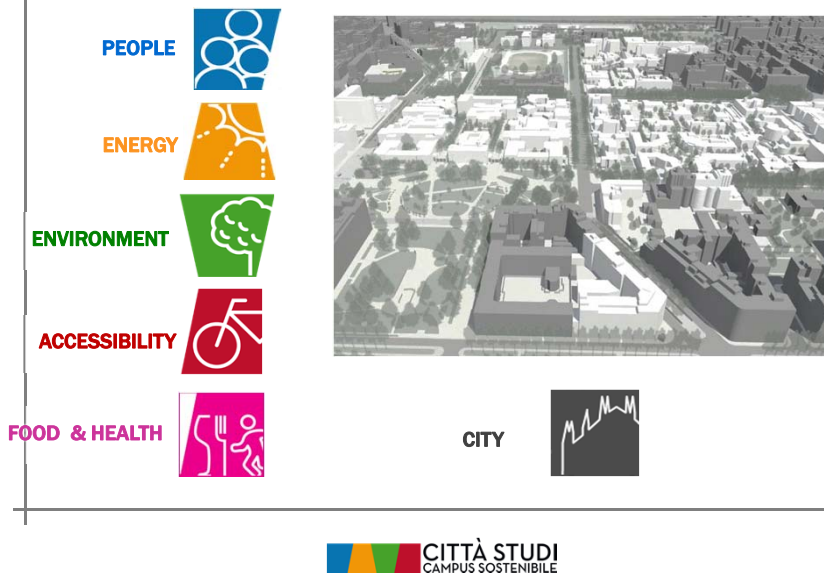 PEOPLE
ENERGY
ENVIRONMENT
ACCESSIBILITY
FOOD & HEALTH
CITY
CITTÀ STUDI
CAMPUS SOSTENIBILE